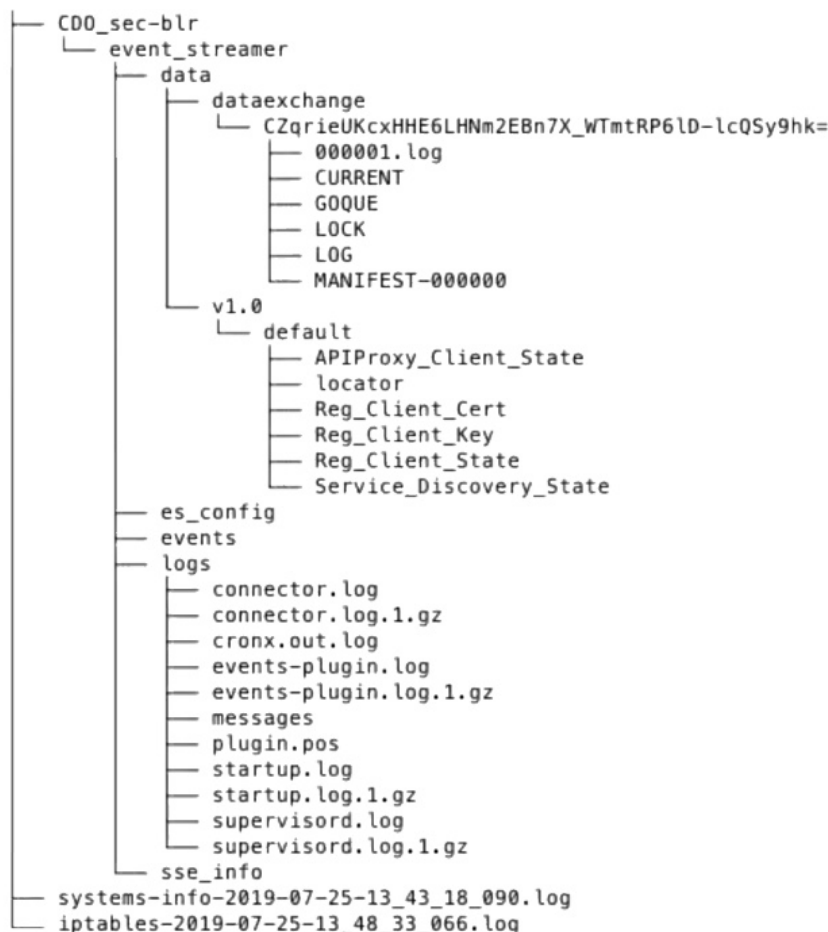 CDO_sec-blr
event_streamer
data
dataexchange
CZqrieUKcxHHE6LHNm2EBn7X_WTmtRP6lD-lcQSy9hk=
000001.log
CURRENT
GOQUE
LOCK
LOG
MANIFEST-000000
v1.0
default
APIProxy_Client_State
locator
Reg_Client_Cert
Reg_Client_Key
Reg_Client_State
Service_Discovery_State
es_config
events
logs
connector.log
connector.log.1.gz
cronx.out.log
events-plugin.log
events-plugin.log.1.gz
messages
plugin.pos
startup.log
startup.log.1.gz
supervisord.log
supervisord.log.1.gz
sse_info
systems-info-2019-07-25-13_43_18_090.log
iptables-2019-07-25-13_48_33_066.log